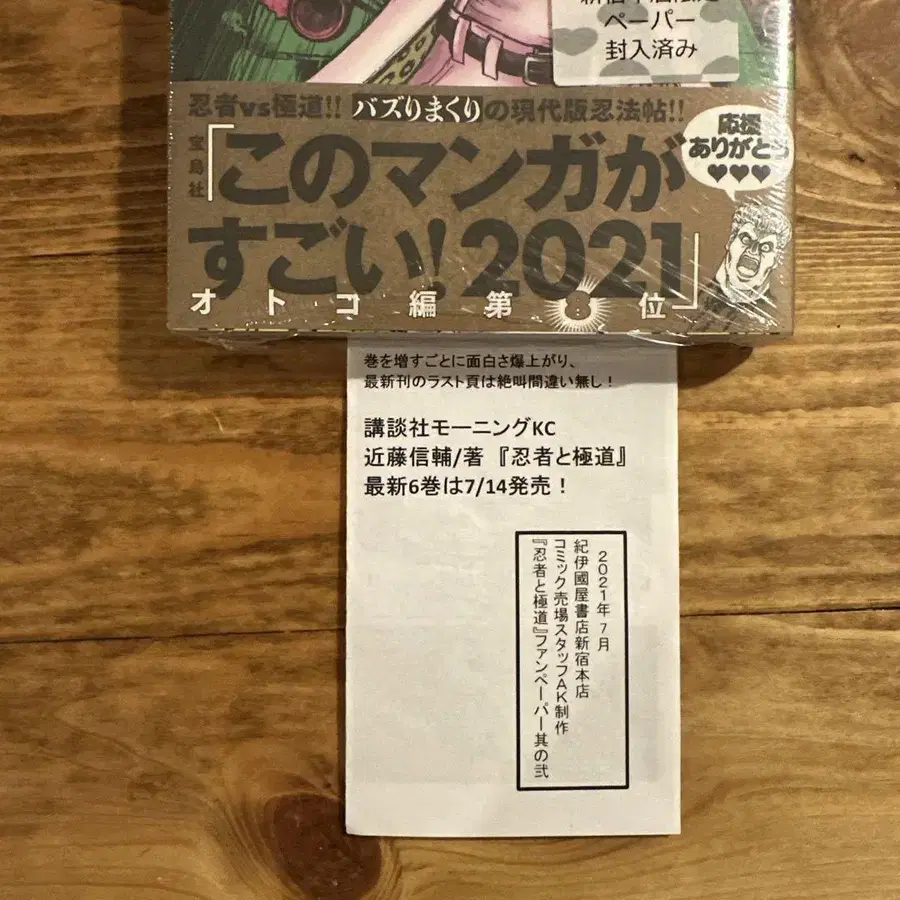 ペーパー
封入済み
忍者vs極道!! バズりまくりの現代版忍法帖!!
宝島社
「このマンガが
すごい!2021」
オトコ編第8位
応援
ありがとう
♥♥♥
巻を増すごとに面白さ爆上がり、
最新刊のラスト頁は絶叫間違い無し！
講談社モーニングKC
近藤信輔/著 『忍者と極道』
最新6巻は7/14発売！
2021年7月
紀伊國屋書店新宿本店
コミック売場スタッフAK制作
『忍者と極道』ファンペーパー其の弐